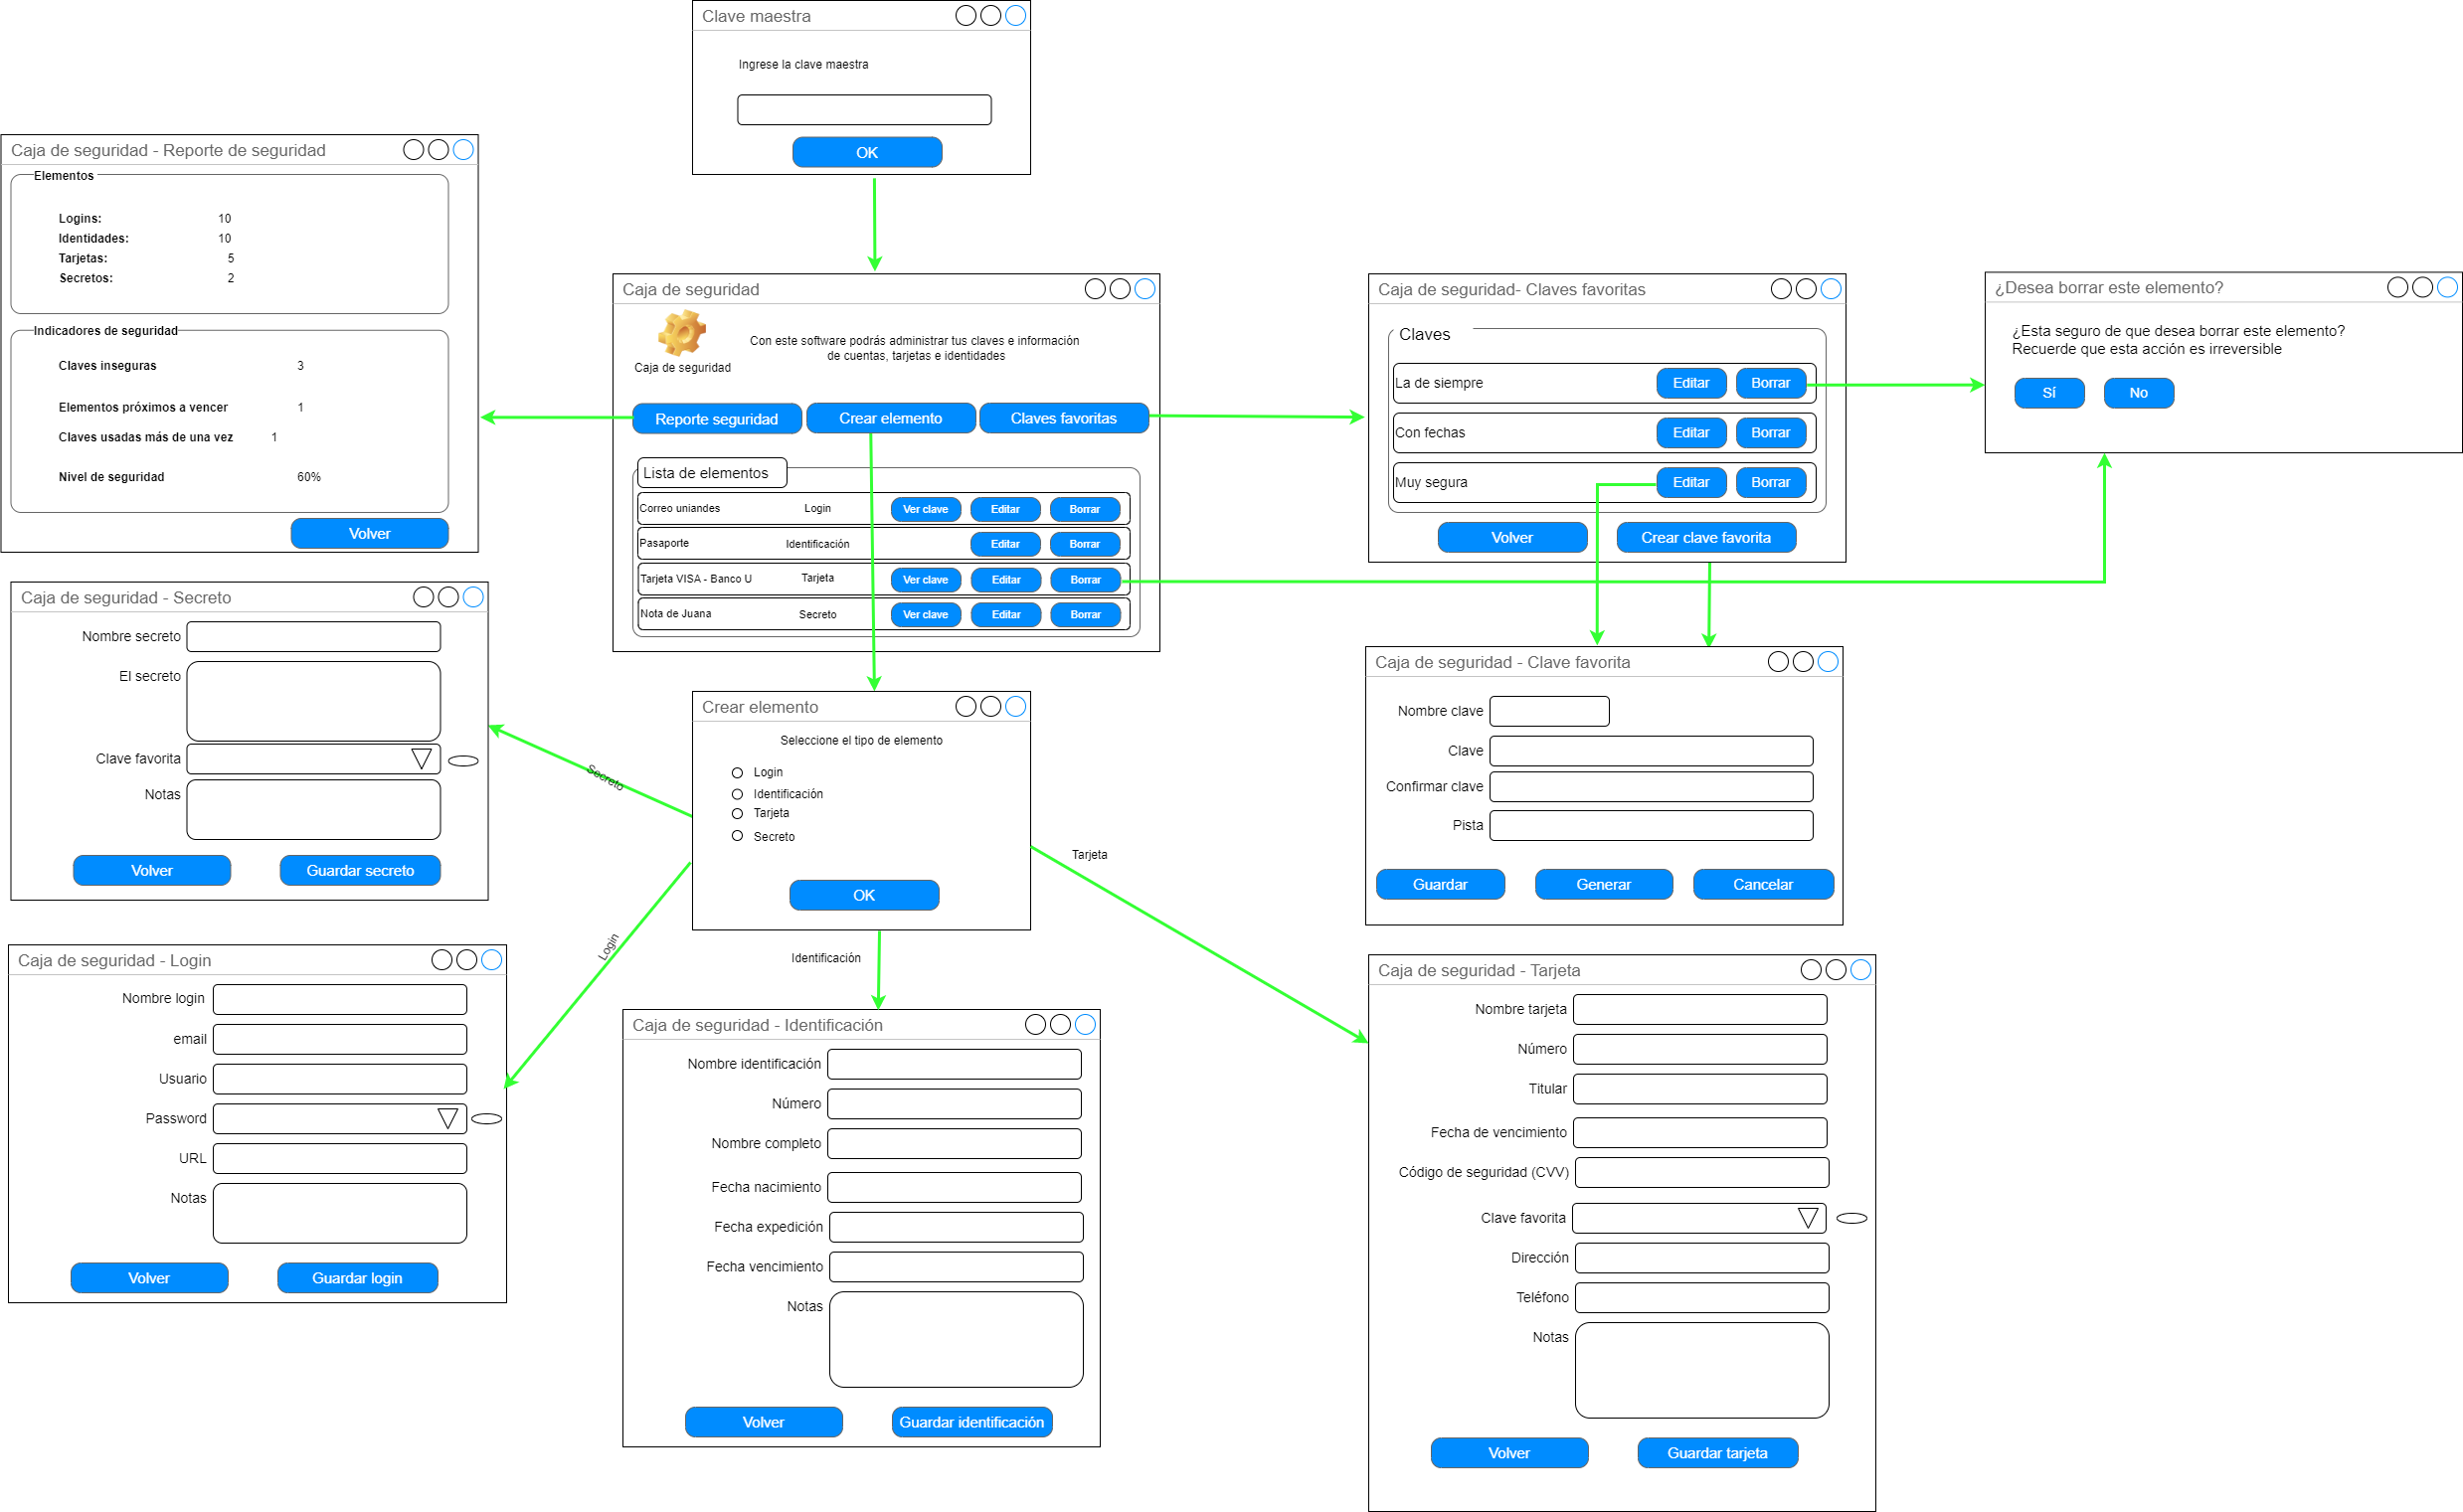 Clave maestra
Ingrese la clave maestra
OK
Caja de seguridad - Reporte de seguridad
Elementos
Logins: 10
Identidades: 10
Tarjetas: 5
Secretos: 2
Indicadores de seguridad
Claves inseguras 3
Elementos próximos a vencer 1
Claves usadas más de una vez 1
Nivel de seguridad 60%
Volver
Caja de seguridad
Con este software podrás administrar tus claves e información
de cuentas, tarjetas e identidades
Caja de seguridad
Reporte seguridad Crear elemento Claves favoritas
Lista de elementos
Correo uniandes Login Ver clave Editar Borrar
Pasaporte Identificación Editar Borrar
Tarjeta VISA - Banco U Tarjeta Ver clave Editar Borrar
Nota de Juana Secreto Ver clave Editar Borrar
Caja de seguridad- Claves favoritas
Claves
La de siempre Editar Borrar
Con fechas Editar Borrar
Muy segura Editar Borrar
Volver Crear clave favorita
¿Desea borrar este elemento?
¿Esta seguro de que desea borrar este elemento?
Recuerde que esta acción es irreversible
Sí No
Caja de seguridad - Secreto
Nombre secreto
El secreto
Clave favorita
Notas
Volver Guardar secreto
Secreto
Crear elemento
Seleccione el tipo de elemento
Login
Identificación
Tarjeta
Secreto
OK
Tarjeta
Login
Identificación
Caja de seguridad - Clave favorita
Nombre clave
Clave
Confirmar clave
Pista
Guardar Generar Cancelar
Caja de seguridad - Login
Nombre login
email
Usuario
Password
URL
Notas
Volver Guardar login
Caja de seguridad - Identificación
Nombre identificación
Número
Nombre completo
Fecha nacimiento
Fecha expedición
Fecha vencimiento
Notas
Volver Guardar identificación
Caja de seguridad - Tarjeta
Nombre tarjeta
Número
Titular
Fecha de vencimiento
Código de seguridad (CVV)
Clave favorita
Dirección
Teléfono
Notas
Volver Guardar tarjeta